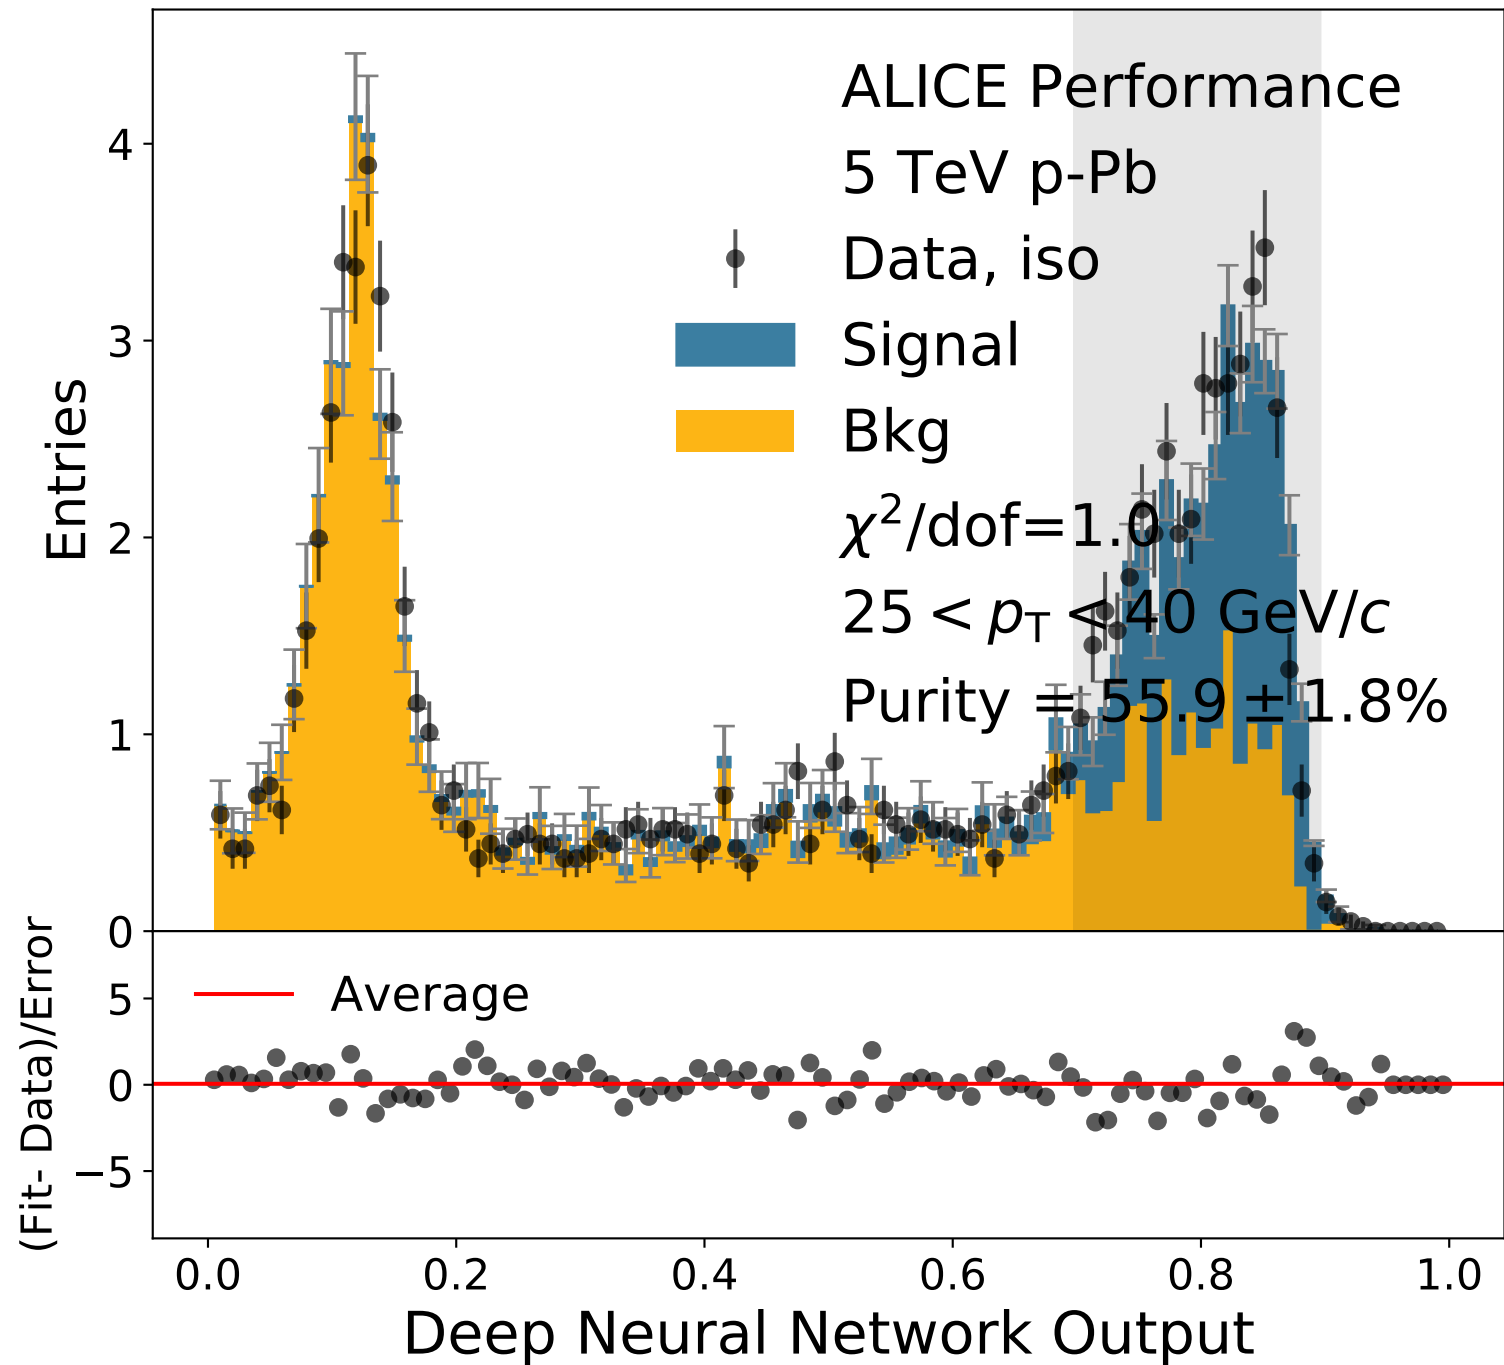 ALICE Performance
5 TeV p-Pb
Data, iso
Signal
Bkg
χ²/dof=1.0
25 < p_T < 40 GeV/c
Purity = 55.9 ± 1.8%
Entries
4
3
2
1
0
Average
(Fit- Data)/Error
5
0
−5
0.0 0.2 0.4 0.6 0.8 1.0
Deep Neural Network Output